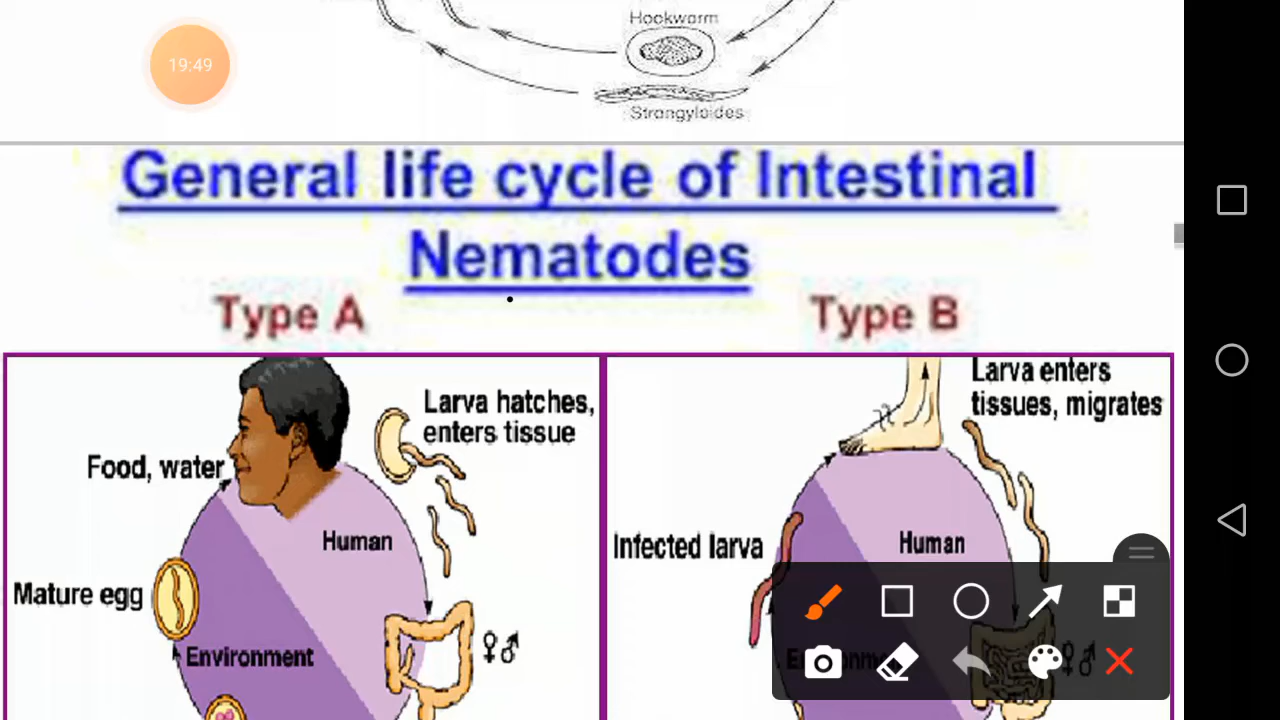 Hookworm
19:49
Strongyloides
General life cycle of Intestinal
Nematodes
Type A
Type B
Larva enters
tissues, migrates
Larva hatches,
enters tissue
Food, water
Human
Human
Infected larva
Mature egg
Environment